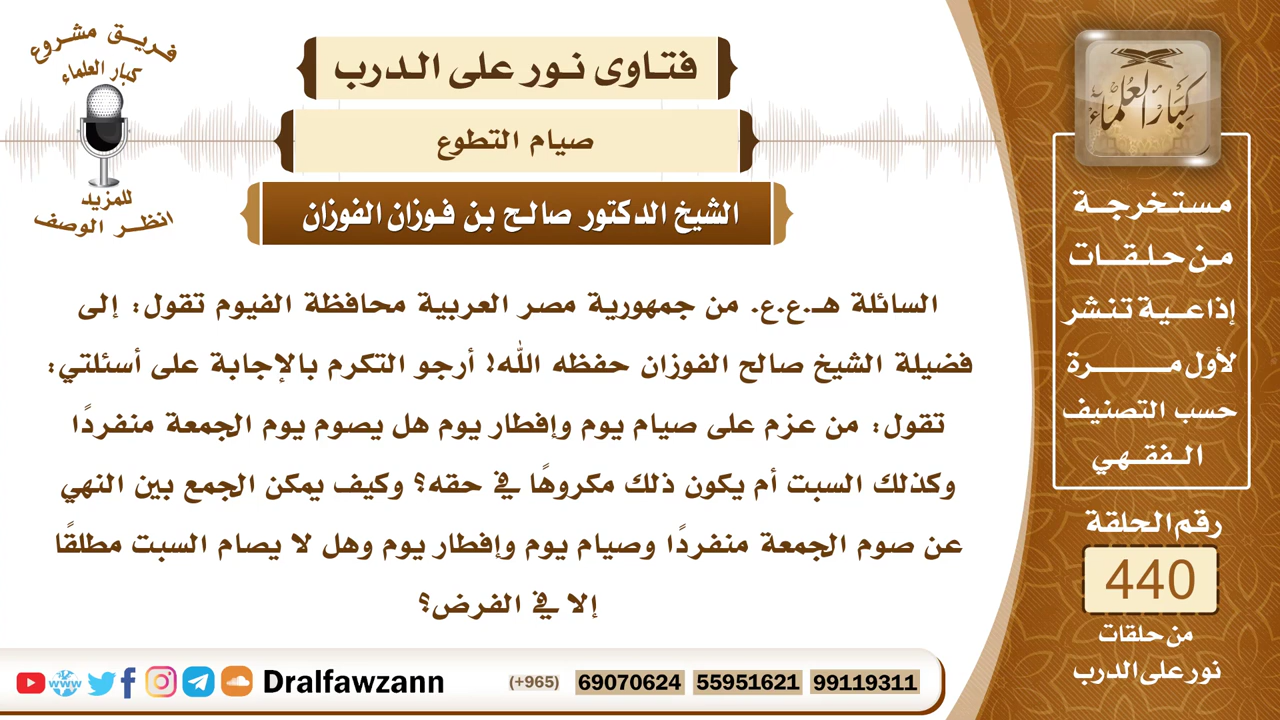 فريق مشروع
كبار العلماء
للمزيد
انظر الوصف
فتاوى نور على الدرب
صيام التطوع
الشيخ الدكتور صالح بن فوزان الفوزان
السائلة هـ.ع.ع. من جمهورية مصر العربية محافظة الفيوم تقول: إلى
فضيلة الشيخ صالح الفوزان حفظه الله! أرجو التكرم بالإجابة على أسئلتي:
تقول: من عزم على صيام يوم وإفطار يوم هل يصوم يوم الجمعة منفردًا
وكذلك السبت أم يكون ذلك مكروهًا في حقه؟ وكيف يمكن الجمع بين النهي
عن صوم الجمعة منفردًا وصيام يوم وإفطار يوم وهل لا يصام السبت مطلقًا
إلا في الفرض؟
كبار العلماء
مستخرجة
من حلقات
إذاعية تنشر
لأول مرة
حسب التصنيف
الفقهي
رقم الحلقة
440
من حلقات
نور على الدرب
www
Dralfawzann (+965) 69070624 55951621 99119311